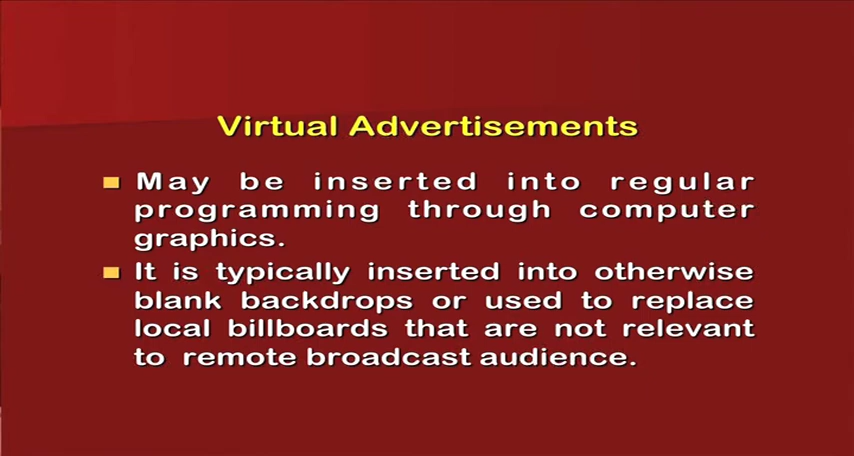 Virtual Advertisements
May be inserted into regular
programming through computer
graphics.
It is typically inserted into otherwise
blank backdrops or used to replace
local billboards that are not relevant
to remote broadcast audience.